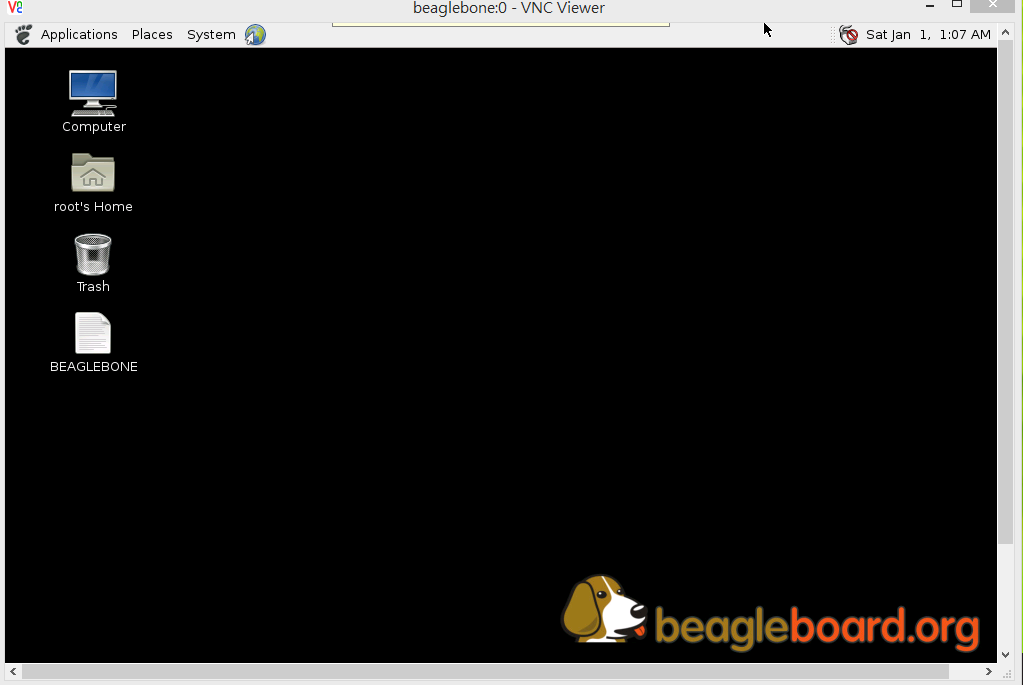 beaglebone:0 - VNC Viewer
Applications Places System Sat Jan 1, 1:07 AM
Computer
root's Home
Trash
BEAGLEBONE
beagleboard.org